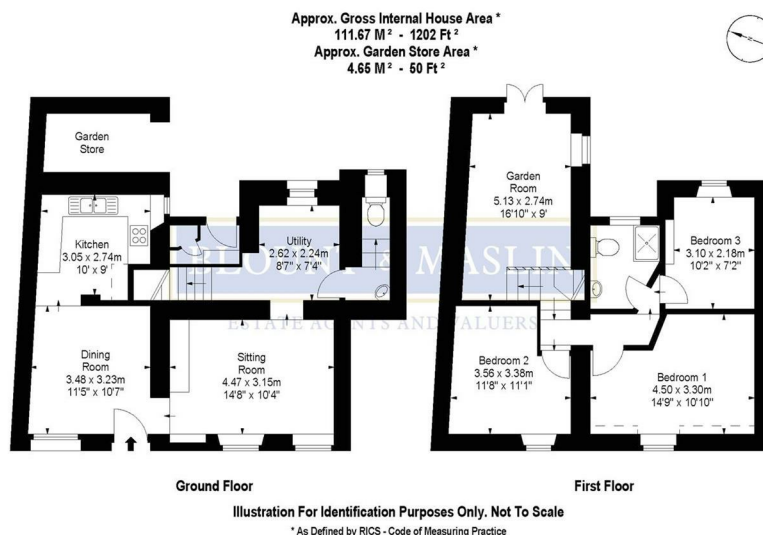 Approx. Gross Internal House Area *
111.67 M² - 1202 Ft²
Approx. Garden Store Area *
4.65 M² - 50 Ft²
Garden
Store
Kitchen
3.05 x 2.74m
10' x 9'
Utility
2.62 x 2.24m
8'7" x 7'4"
Dining
Room
3.48 x 3.23m
11'5" x 10'7"
Sitting
Room
4.47 x 3.15m
14'8" x 10'4"
Garden
Room
5.13 x 2.74m
16'10" x 9'
Bedroom 3
3.10 x 2.18m
10'2" x 7'2"
Bedroom 2
3.56 x 3.38m
11'8" x 11'1"
Bedroom 1
4.50 x 3.30m
14'9" x 10'10"
BLOUNT & MASLIN
ESTATE AGENTS AND VALUERS
Ground Floor
First Floor
Illustration For Identification Purposes Only. Not To Scale
* As Defined by RICS - Code of Measuring Practice